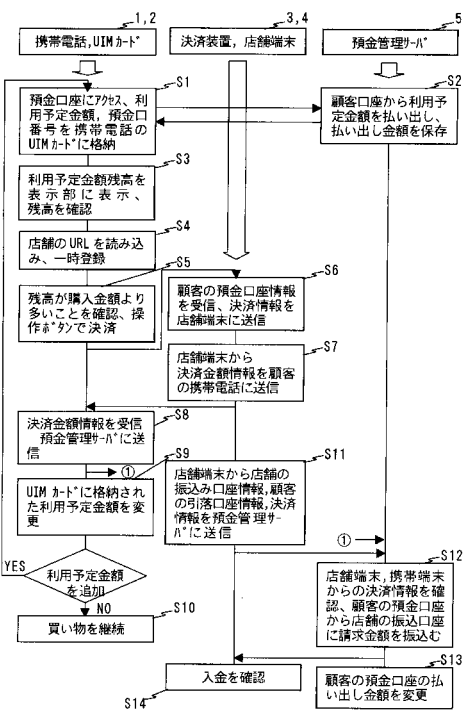 1,2
携帯電話,UIMカード
3,4
決済装置,店舗端末
5
預金管理サーバ
S1
預金口座にアクセス、利
用予定金額,預金口
番号を携帯電話の
UIMカードに格納
S2
顧客口座から利用予
定金額を払い出し、
払い出し金額を保存
S3
利用予定金額残高を
表示部に表示、
残高を確認
S4
店舗のURLを読み込
み、一時登録
S5
残高が購入金額より
多いことを確認、操
作ボタンで決済
S6
顧客の預金口座情報
を受信、決済情報を
店舗端末に送信
S7
店舗端末から
決済金額情報を顧客
の携帯電話に送信
S8
決済金額情報を受信
預金管理サーバに送
信
①
S9
UIMカードに格納され
た利用予定金額を変
更
S11
店舗端末から店舗の
振込み口座情報,顧客
の引落口座情報,決済
情報を預金管理サー
バに送信
①
YES
利用予定金額
を追加
NO
S10
買い物を継続
S12
店舗端末,携帯端末
からの決済情報を確
認、顧客の預金口座
から店舗の振込口座
に請求金額を振込む
S13
顧客の預金口座の払
い出し金額を変更
入金を確認
S14